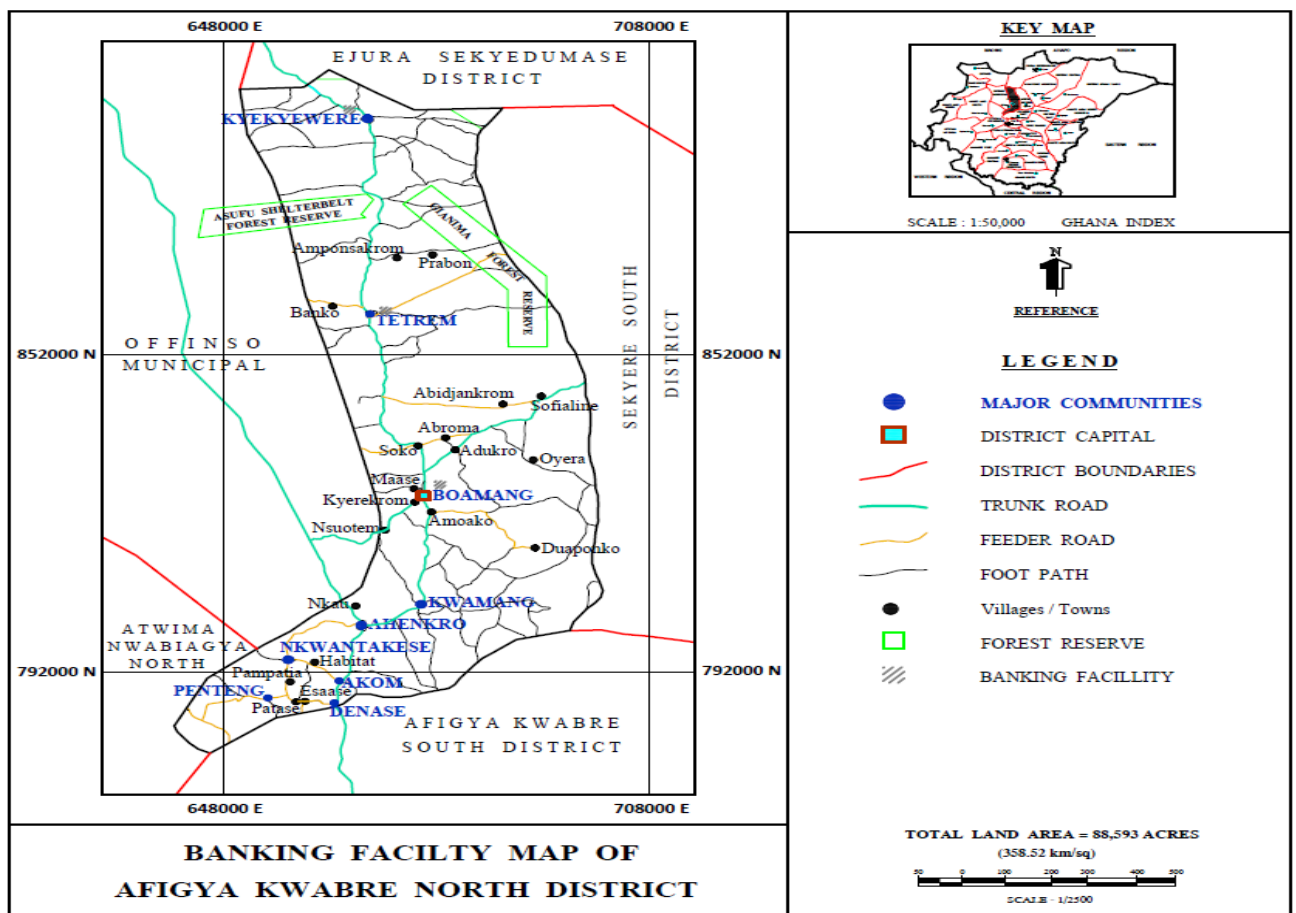 648000 E
708000 E
EJURA SEKYEDUMASE
DISTRICT
KYEKYEWERE
ASUFU SHELTERBELT
FOREST RESERVE
GIANIMA
FOREST
RESERVE
Amponsakrom
Prabon
Banko
TETREM
OFFINSO
MUNICIPAL
852000 N
852000 N
SEKYERE SOUTH
DISTRICT
Abidjankrom
Sofialine
Abroma
Soko
Adukro
Oyera
Maase
BOAMANG
Kyerekrom
Amoako
Nsuotem
Duaponko
Nkau
KWAMANG
AHENKRO
ATWIMA
NWABIAGYA
NORTH
NKWANTAKESE
Habitat
792000 N
792000 N
Pampatia
AKOM
PENTENG
Esaase
Patase
DENASE
AFIGYA KWABRE
SOUTH DISTRICT
648000 E
708000 E
BANKING FACILTY MAP OF
AFIGYA KWABRE NORTH DISTRICT
KEY MAP
SCALE : 1:50,000 GHANA INDEX
N
REFERENCE
LEGEND
MAJOR COMMUNITIES
DISTRICT CAPITAL
DISTRICT BOUNDARIES
TRUNK ROAD
FEEDER ROAD
FOOT PATH
Villages / Towns
FOREST RESERVE
BANKING FACILLITY
TOTAL LAND AREA = 88,593 ACRES
(358.52 km/sq)
50 0 100 200 300 400 500
SCALE - 1/2500